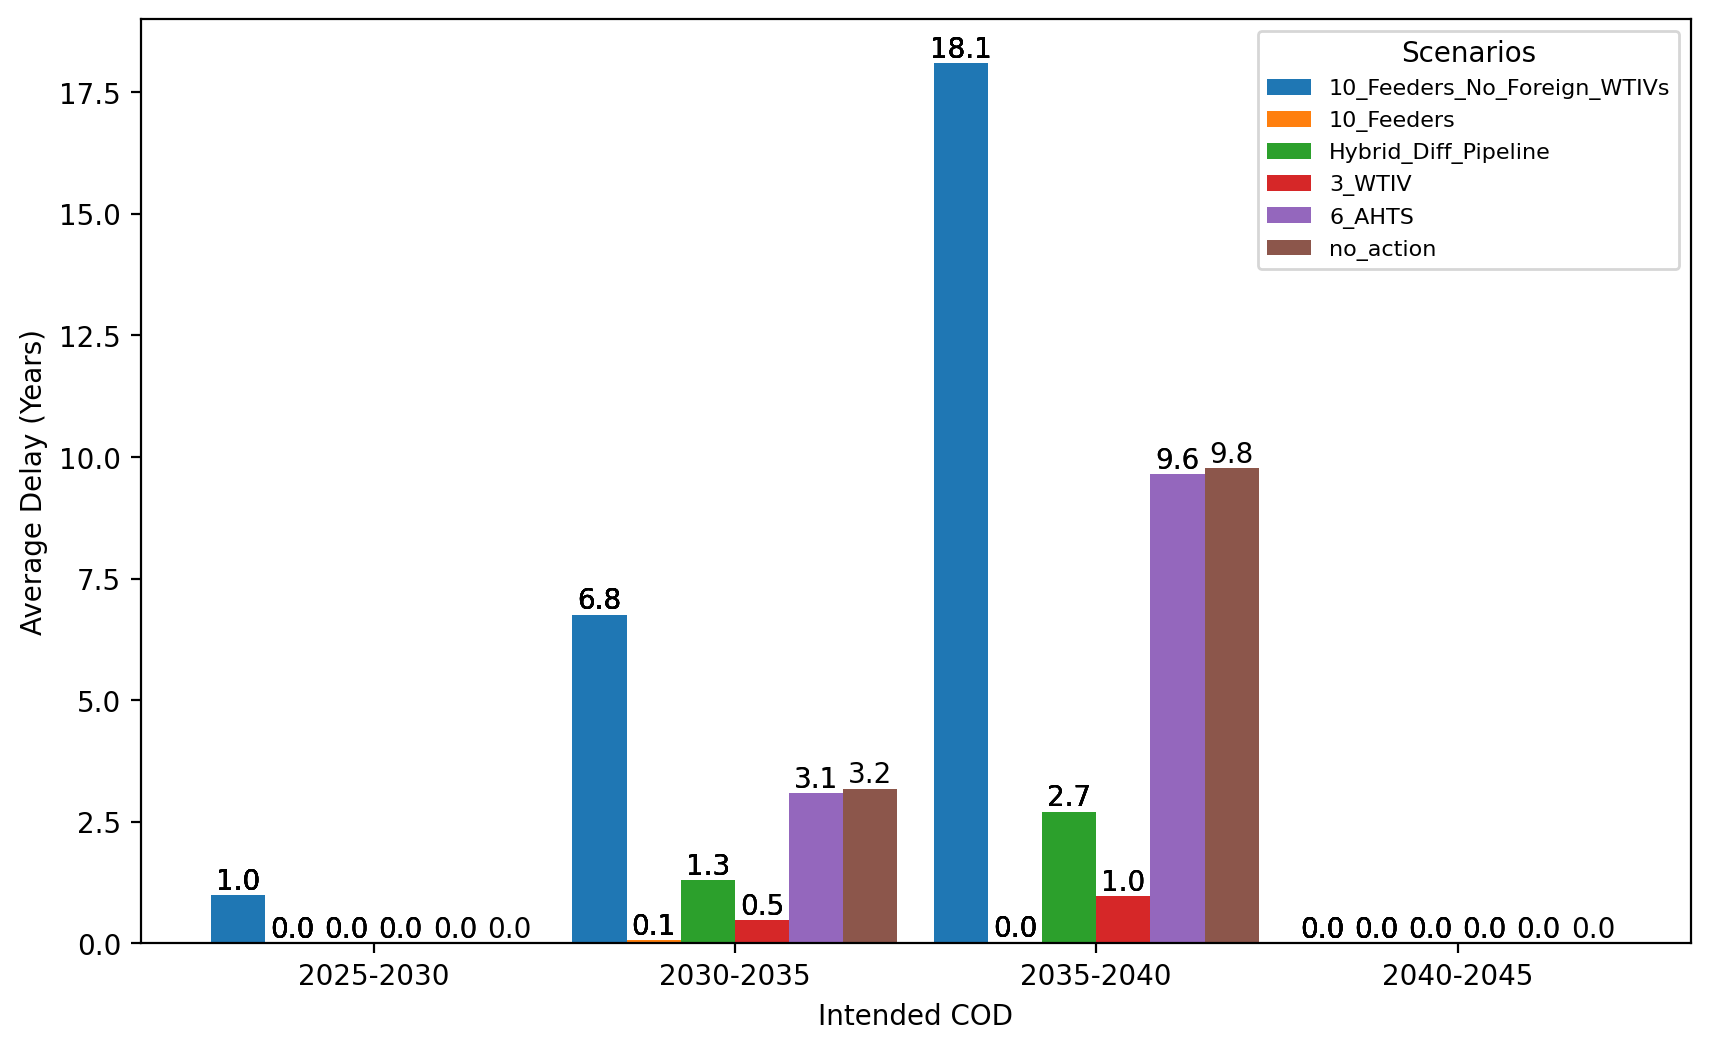 18.1
Scenarios
10_Feeders_No_Foreign_WTIVs
10_Feeders
Hybrid_Diff_Pipeline
3_WTIV
6_AHTS
no_action
17.5
15.0
12.5
10.0
7.5
5.0
2.5
0.0
Average Delay (Years)
1.0
0.0 0.0 0.0 0.0 0.0
6.8
0.1
1.3
0.5
3.1
3.2
0.0
2.7
1.0
9.6
9.8
0.0 0.0 0.0 0.0 0.0 0.0
2025-2030 2030-2035 2035-2040 2040-2045
Intended COD